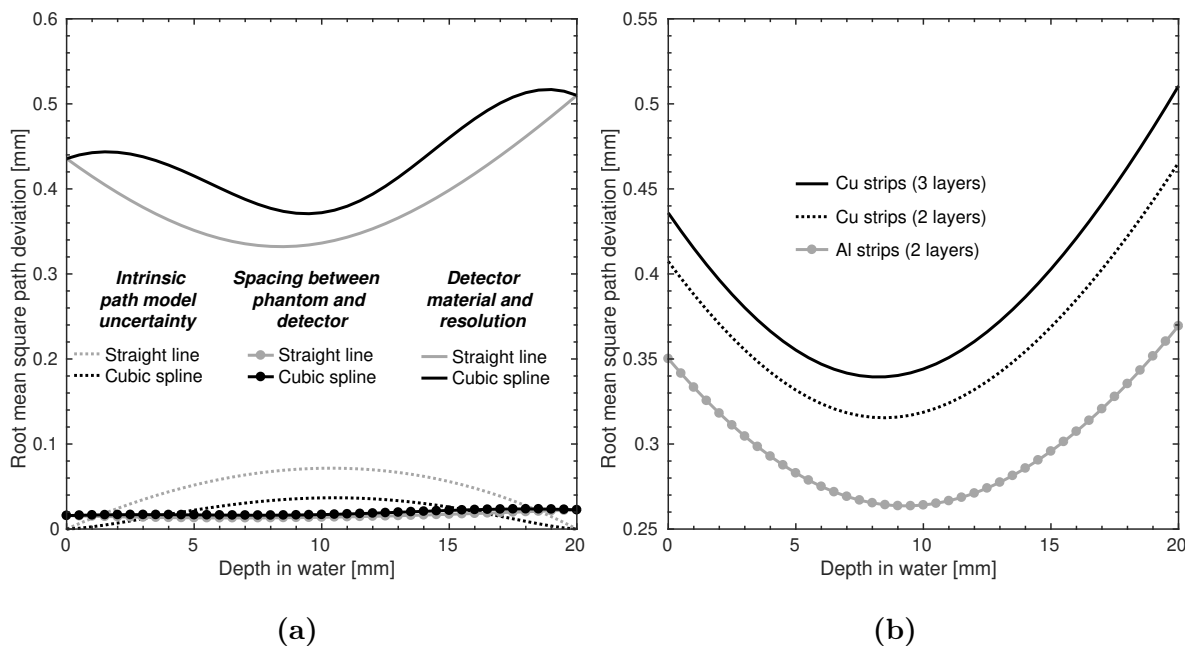 0.6
0.5
0.4
0.3
0.2
0.1
0
Root mean square path deviation [mm]
Intrinsic
path model
uncertainty
Straight line
Cubic spline
Spacing between
phantom and
detector
Straight line
Cubic spline
Detector
material and
resolution
Straight line
Cubic spline
0 5 10 15 20
Depth in water [mm]
(a)
0.55
0.5
0.45
0.4
0.35
0.3
0.25
Root mean square path deviation [mm]
Cu strips (3 layers)
Cu strips (2 layers)
Al strips (2 layers)
0 5 10 15 20
Depth in water [mm]
(b)